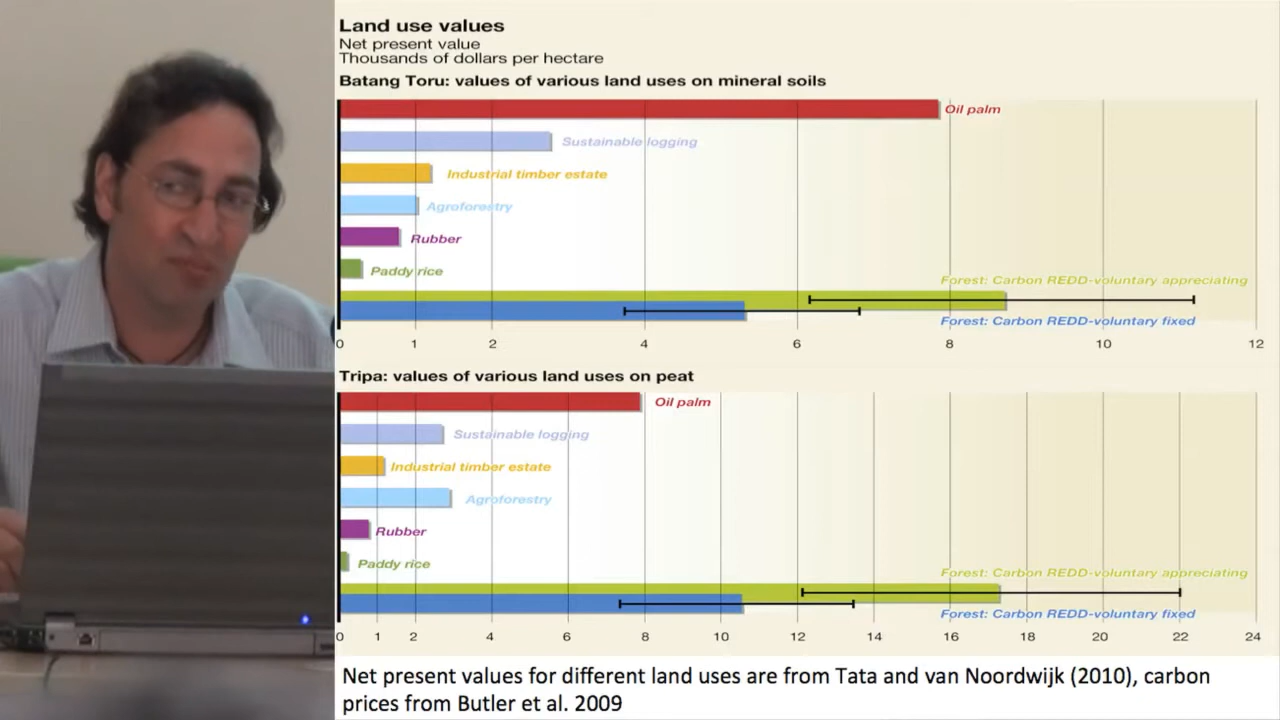 Land use values
Net present value
Thousands of dollars per hectare
Batang Toru: values of various land uses on mineral soils
Oil palm
Sustainable logging
Industrial timber estate
Agroforestry
Rubber
Paddy rice
Forest: Carbon REDD-voluntary appreciating
Forest: Carbon REDD-voluntary fixed
0 1 2 4 6 8 10 12
Tripa: values of various land uses on peat
Oil palm
Sustainable logging
Industrial timber estate
Agroforestry
Rubber
Paddy rice
Forest: Carbon REDD-voluntary appreciating
Forest: Carbon REDD-voluntary fixed
0 1 2 4 6 8 10 12 14 16 18 20 22 24
Net present values for different land uses are from Tata and van Noordwijk (2010), carbon
prices from Butler et al. 2009